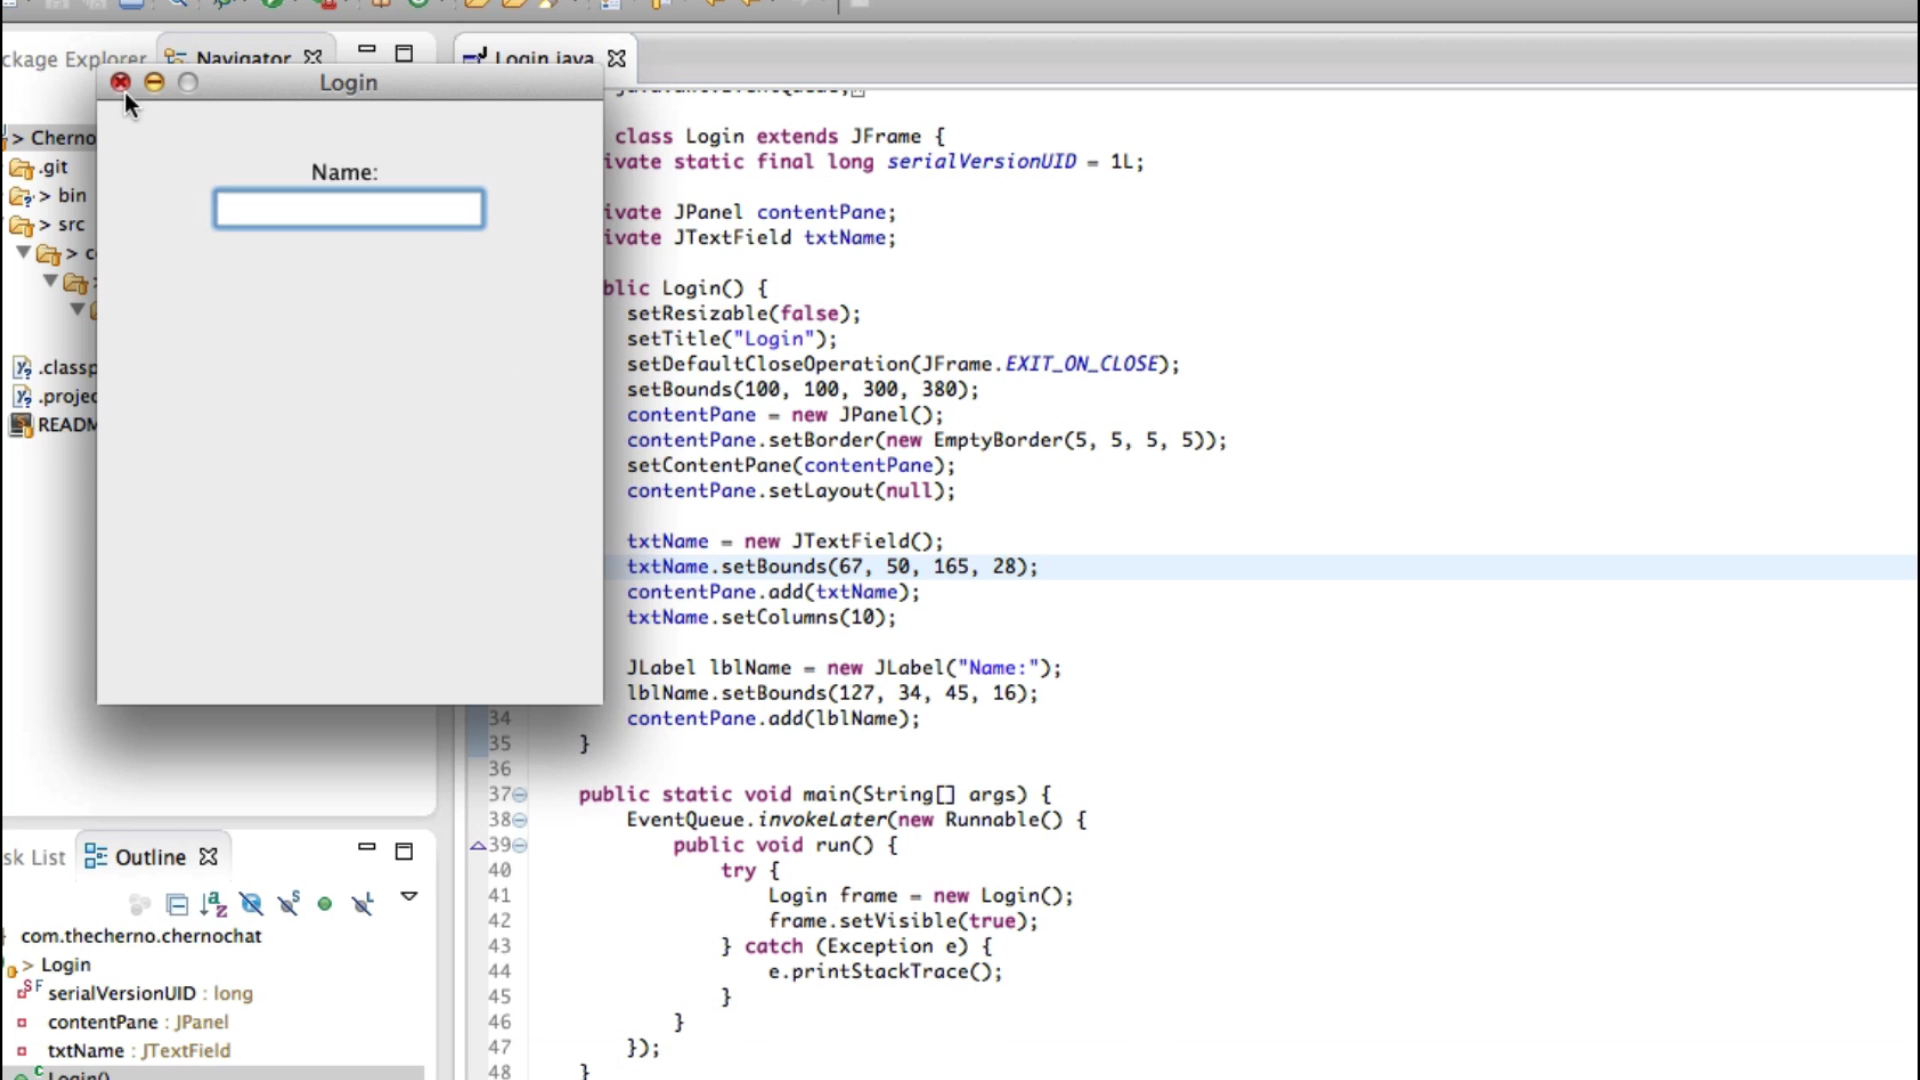 ckage Explorer
Navigator
Login.java
Login
> Cherno
.git
> bin
> src
> c
>
.classp
.projec
READM
Name:
class Login extends JFrame {
ivate static final long serialVersionUID = 1L;
ivate JPanel contentPane;
ivate JTextField txtName;
blic Login() {
setResizable(false);
setTitle("Login");
setDefaultCloseOperation(JFrame.EXIT_ON_CLOSE);
setBounds(100, 100, 300, 380);
contentPane = new JPanel();
contentPane.setBorder(new EmptyBorder(5, 5, 5, 5));
setContentPane(contentPane);
contentPane.setLayout(null);
txtName = new JTextField();
txtName.setBounds(67, 50, 165, 28);
contentPane.add(txtName);
txtName.setColumns(10);
JLabel lblName = new JLabel("Name:");
lblName.setBounds(127, 34, 45, 16);
34 contentPane.add(lblName);
35 }
36
37 public static void main(String[] args) {
38 EventQueue.invokeLater(new Runnable() {
39 public void run() {
40 try {
41 Login frame = new Login();
42 frame.setVisible(true);
43 } catch (Exception e) {
44 e.printStackTrace();
45 }
46 }
47 });
48 }
sk List
Outline
com.thecherno.chernochat
> Login
serialVersionUID : long
contentPane : JPanel
txtName : JTextField
Login()